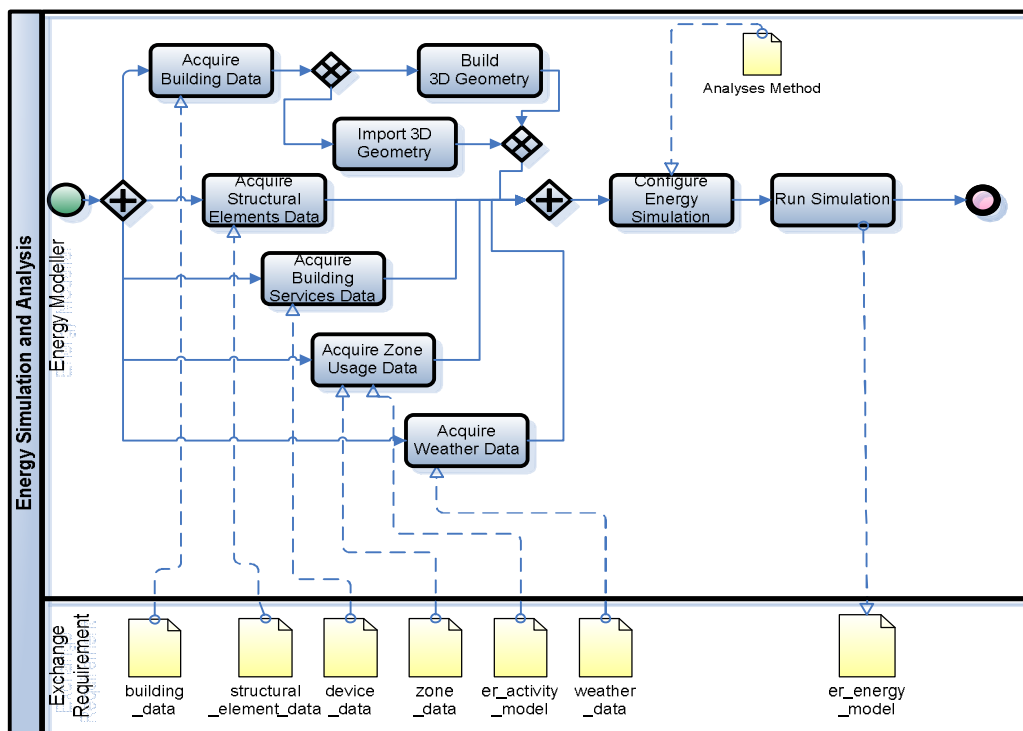 Energy Simulation and Analysis
Energy Modeller
Acquire
Building Data
Build
3D Geometry
Import 3D
Geometry
Analyses Method
Acquire
Structural
Elements Data
Configure
Energy
Simulation
Run Simulation
Acquire
Building
Services Data
Acquire Zone
Usage Data
Acquire
Weather Data
Exchange
Requirement
building
_data
structural
_element_data
device
_data
zone
_data
er_activity
_model
weather
_data
er_energy
_model